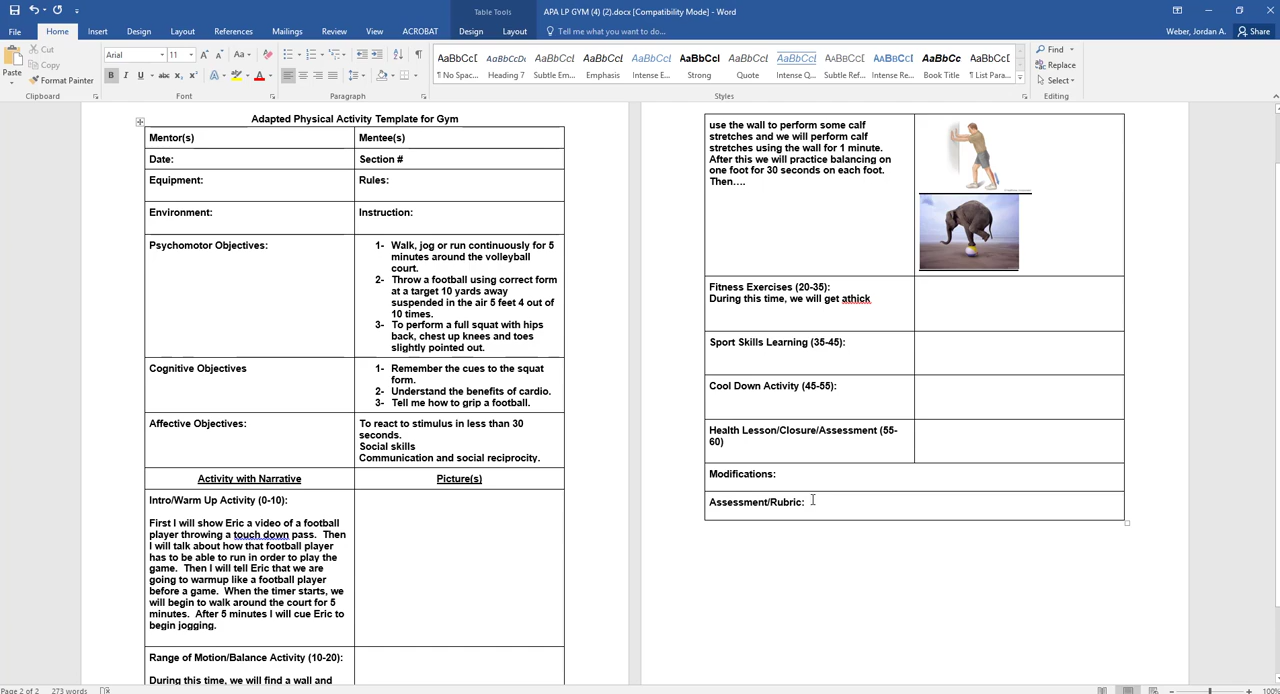 APA LP GYM (4) (2).docx [Compatibility Mode] - Word
Table Tools
Weber, Jordan A.
Share
File
Home
Insert
Design
Layout
References
Mailings
Review
View
ACROBAT
Design
Layout
Tell me what you want to do...
Paste
Cut
Copy
Format Painter
Clipboard
Arial
11
Font
Paragraph
AaBbCc[
¶ No Spac...
AaBbCcDc
Heading 7
AaBbCcI
Subtle Em...
AaBbCcI
Emphasis
AaBbCcI
Intense E...
AaBbCcI
Strong
AaBbCcI
Quote
AaBbCcI
Intense Q...
AABBCCI
Subtle Ref...
AABBCCI
Intense Re...
AaBbCcI
Book Title
AaBbCc[
¶ List Para...
Styles
Find
Replace
Select
Editing
Adapted Physical Activity Template for Gym
Mentor(s)
Mentee(s)
Date:
Section #
Equipment:
Rules:
Environment:
Instruction:
Psychomotor Objectives:
1- Walk, jog or run continuously for 5
minutes around the volleyball
court.
2- Throw a football using correct form
at a target 10 yards away
suspended in the air 5 feet 4 out of
10 times.
3- To perform a full squat with hips
back, chest up knees and toes
slightly pointed out.
Cognitive Objectives
1- Remember the cues to the squat
form.
2- Understand the benefits of cardio.
3- Tell me how to grip a football.
Affective Objectives:
To react to stimulus in less than 30
seconds.
Social skills
Communication and social reciprocity.
Activity with Narrative
Picture(s)
Intro/Warm Up Activity (0-10):
First I will show Eric a video of a football
player throwing a touch down pass. Then
I will talk about how that football player
has to be able to run in order to play the
game. Then I will tell Eric that we are
going to warmup like a football player
before a game. When the timer starts, we
will begin to walk around the court for 5
minutes. After 5 minutes I will cue Eric to
begin jogging.
Range of Motion/Balance Activity (10-20):
During this time, we will find a wall and
use the wall to perform some calf
stretches and we will perform calf
stretches using the wall for 1 minute.
After this we will practice balancing on
one foot for 30 seconds on each foot.
Then….
Fitness Exercises (20-35):
During this time, we will get athick
Sport Skills Learning (35-45):
Cool Down Activity (45-55):
Health Lesson/Closure/Assessment (55-
60)
Modifications:
Assessment/Rubric:
Page 2 of 2
273 words
100%